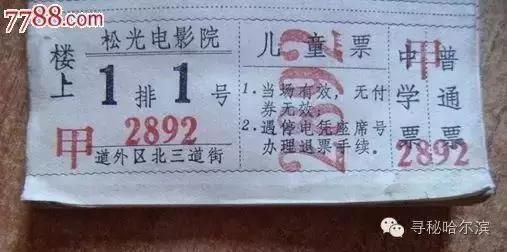 7788.com
楼上
松光电影院
1排1号
甲
2892
道外区北三道街
儿童票
1. 当场有效,无付券无效;
2. 遇停电凭座席号办理退票手续.
2892
中学票
普通票
甲
2892
寻秘哈尔滨